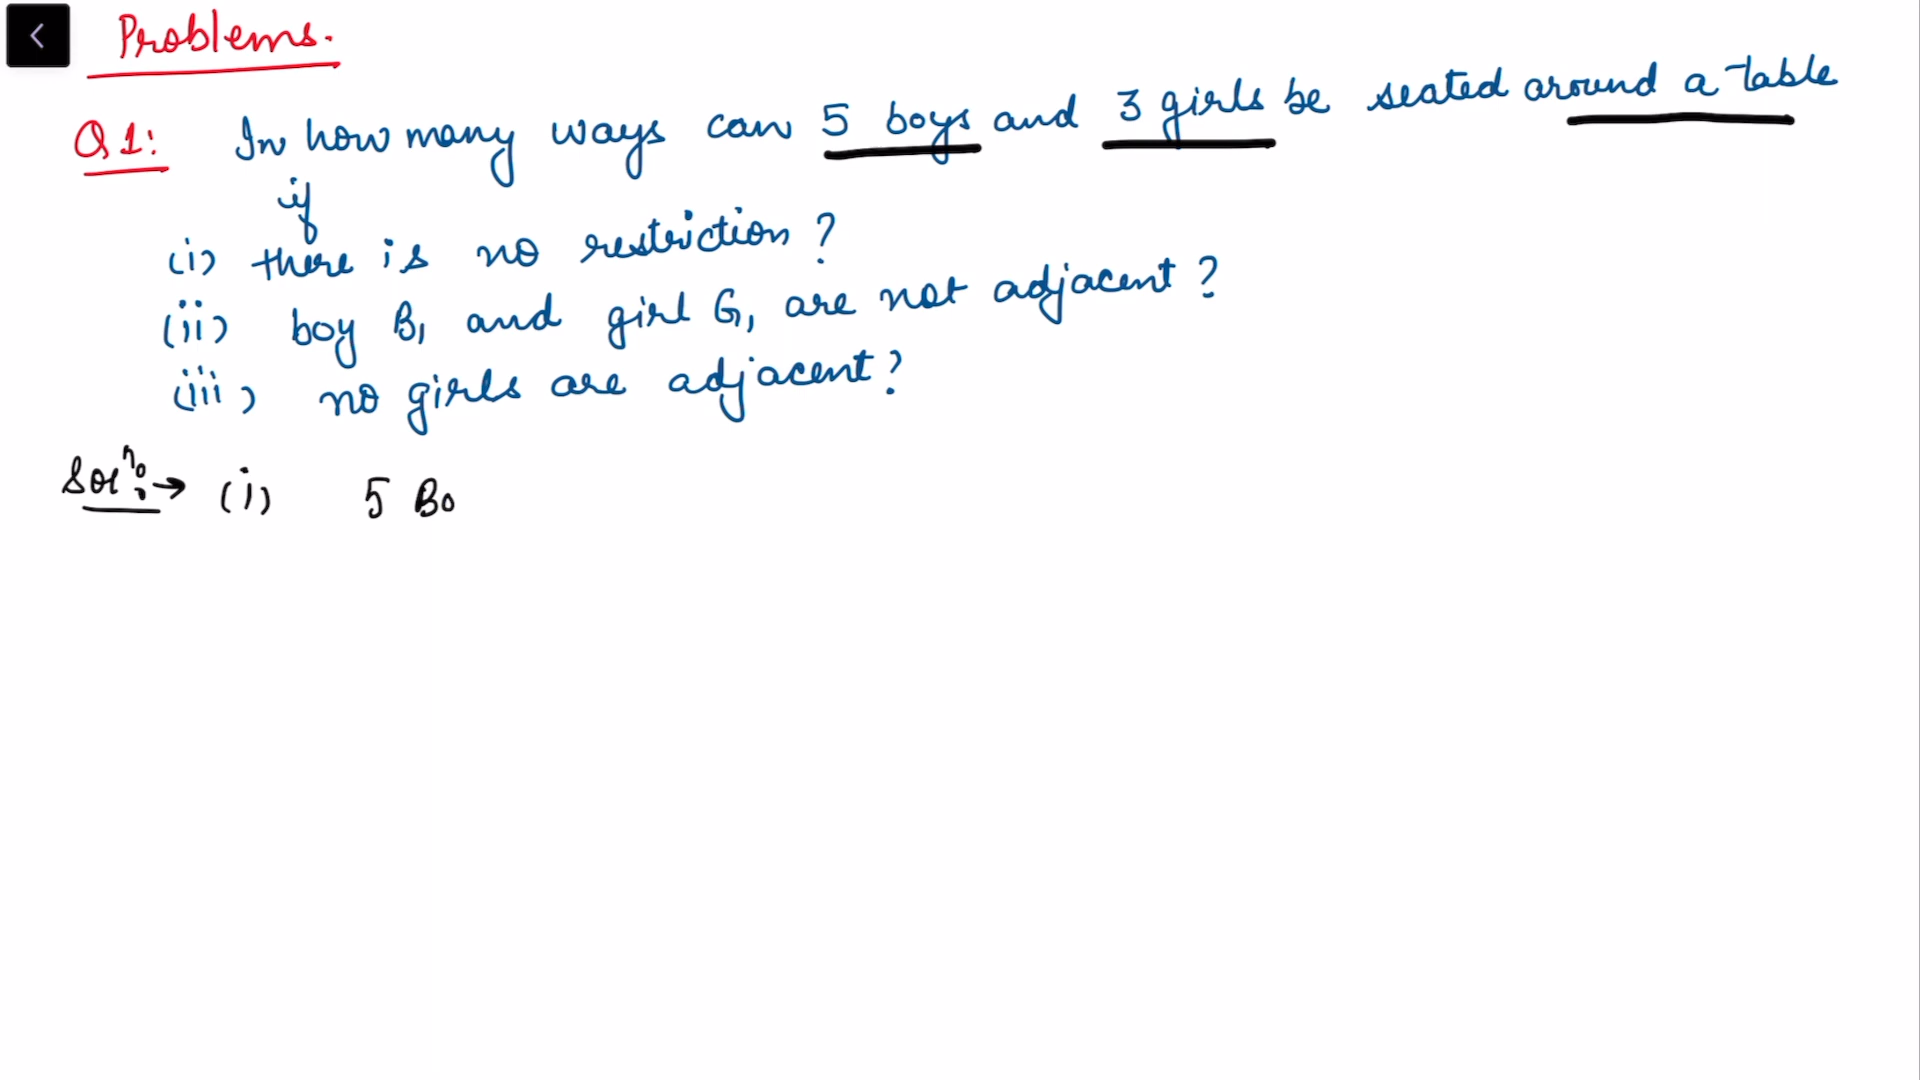 Problems.
Q1: In how many ways can 5 boys and 3 girls be seated around a table
if
(i) there is no restriction?
(ii) boy B₁ and girl G₁ are not adjacent?
(iii) no girls are adjacent?
Solⁿ: → (i) 5 Bo